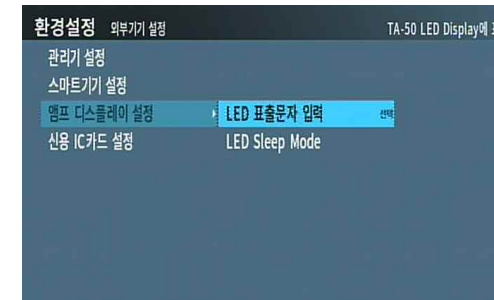 환경설정 외부기기 설정 TA-50 LED Display에
관리기 설정
스마트기기 설정
앰프 디스플레이 설정 LED 표출문자 입력 선택
신용 IC카드 설정 LED Sleep Mode